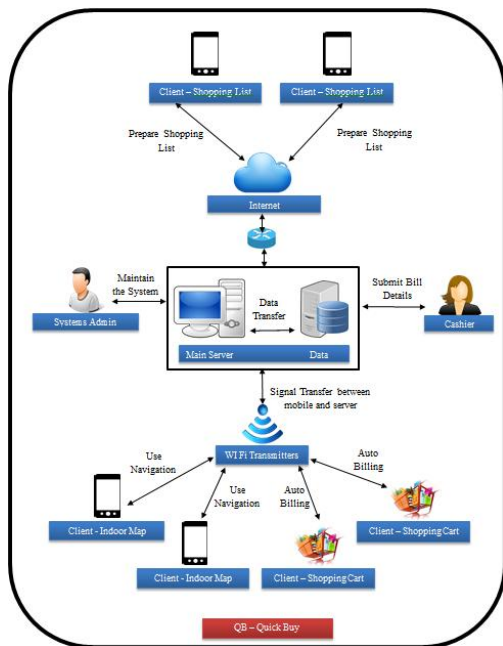 Client – Shopping List
Client – Shopping List
Prepare Shopping
List
Prepare Shopping
List
Internet
Maintain
the System
Systems Admin
Data
Transfer
Main Server
Data
Submit Bill
Details
Cashier
Signal Transfer between
mobile and server
WI Fi Transmitters
Use
Navigation
Use
Navigation
Auto
Billing
Auto
Billing
Client - Indoor Map
Client - Indoor Map
Client – Shopping Cart
Client – Shopping Cart
QB – Quick Buy